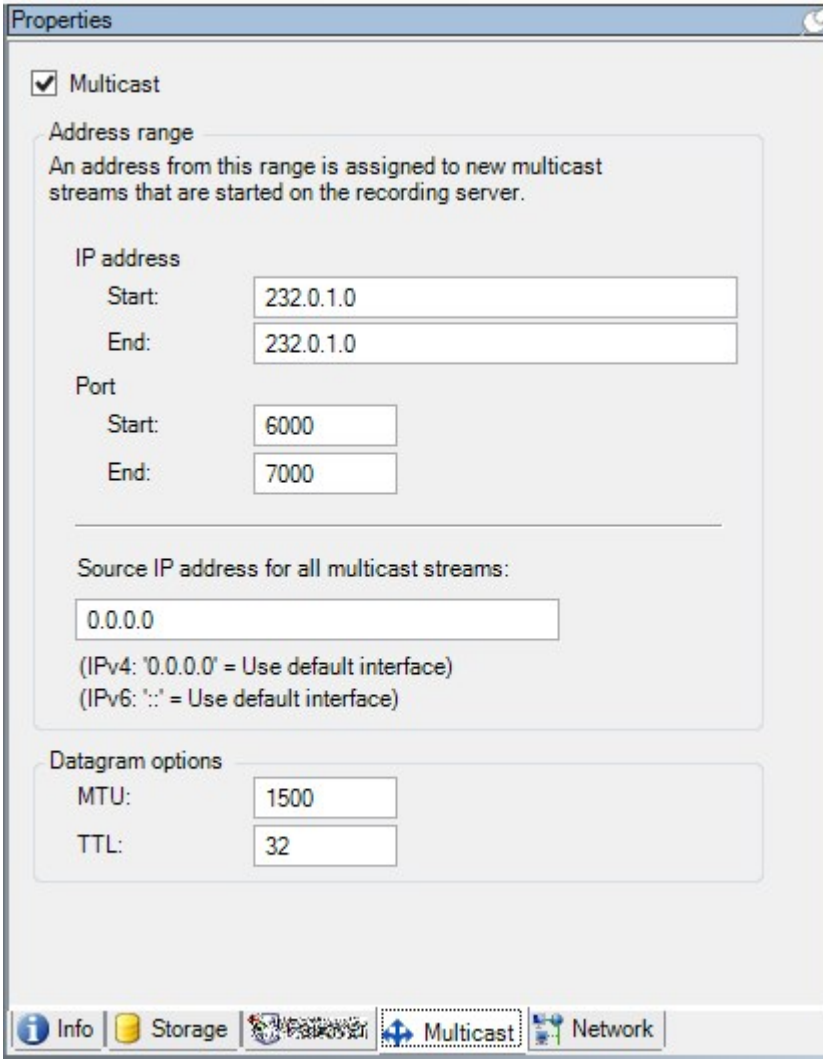 Properties
Multicast
Address range
An address from this range is assigned to new multicast
streams that are started on the recording server.
IP address
Start: 232.0.1.0
End: 232.0.1.0
Port
Start: 6000
End: 7000
Source IP address for all multicast streams:
0.0.0.0
(IPv4: '0.0.0.0' = Use default interface)
(IPv6: '::' = Use default interface)
Datagram options
MTU: 1500
TTL: 32
Info Storage Multicast Network